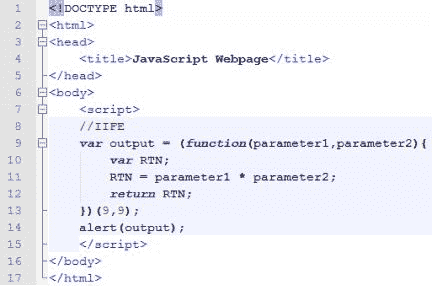 1 <!DOCTYPE html>
2 <html>
3 <head>
4 <title>JavaScript Webpage</title>
5 </head>
6 <body>
7 <script>
8 //IIFE
9 var output = (function(parameter1,parameter2){
10 var RTN;
11 RTN = parameter1 * parameter2;
12 return RTN;
13 })(9,9);
14 alert(output);
15 </script>
16 </body>
17 </html>